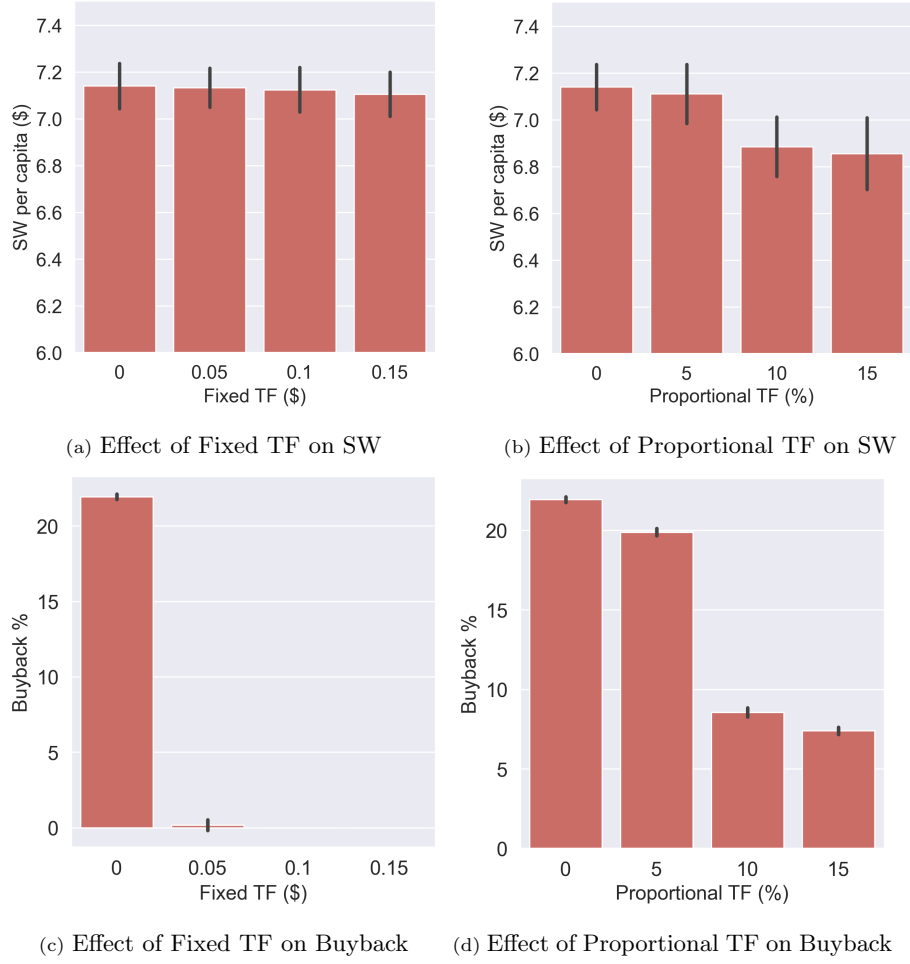 7.4
7.2
7.0
6.8
6.6
6.4
6.2
6.0
SW per capita ($)
0 0.05 0.1 0.15
Fixed TF ($)
(a) Effect of Fixed TF on SW
7.4
7.2
7.0
6.8
6.6
6.4
6.2
6.0
SW per capita ($)
0 5 10 15
Proportional TF (%)
(b) Effect of Proportional TF on SW
20
15
10
5
0
Buyback %
0 0.05 0.1 0.15
Fixed TF ($)
(c) Effect of Fixed TF on Buyback
20
15
10
5
0
Buyback %
0 5 10 15
Proportional TF (%)
(d) Effect of Proportional TF on Buyback